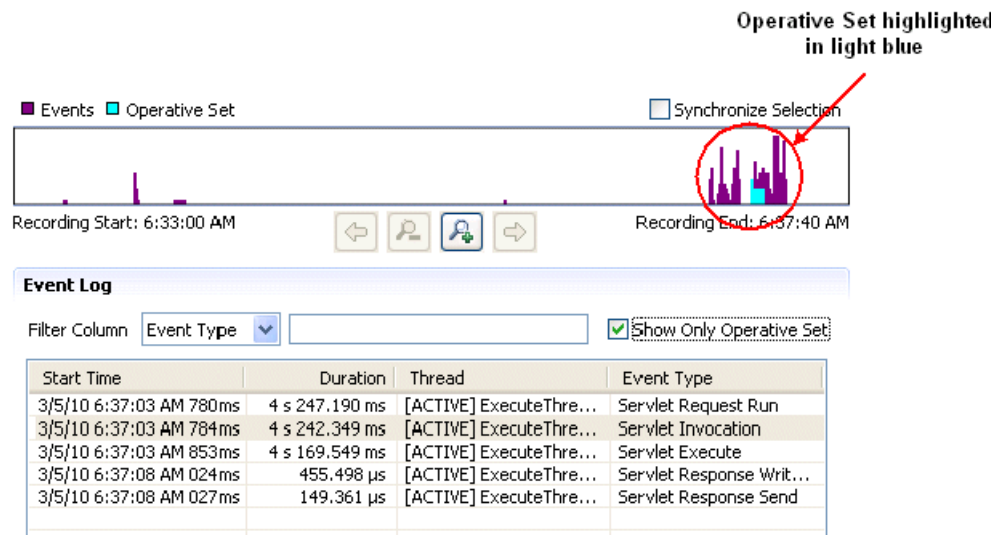 Operative Set highlighted
in light blue
Events Operative Set Synchronize Selection
Recording Start: 6:33:00 AM Recording End: 6:37:40 AM
Event Log
Filter Column Event Type Show Only Operative Set
Start Time Duration Thread Event Type
3/5/10 6:37:03 AM 780ms 4 s 247.190 ms [ACTIVE] ExecuteThre... Servlet Request Run
3/5/10 6:37:03 AM 784ms 4 s 242.349 ms [ACTIVE] ExecuteThre... Servlet Invocation
3/5/10 6:37:03 AM 853ms 4 s 169.549 ms [ACTIVE] ExecuteThre... Servlet Execute
3/5/10 6:37:08 AM 024ms 455.498 µs [ACTIVE] ExecuteThre... Servlet Response Writ...
3/5/10 6:37:08 AM 027ms 149.361 µs [ACTIVE] ExecuteThre... Servlet Response Send